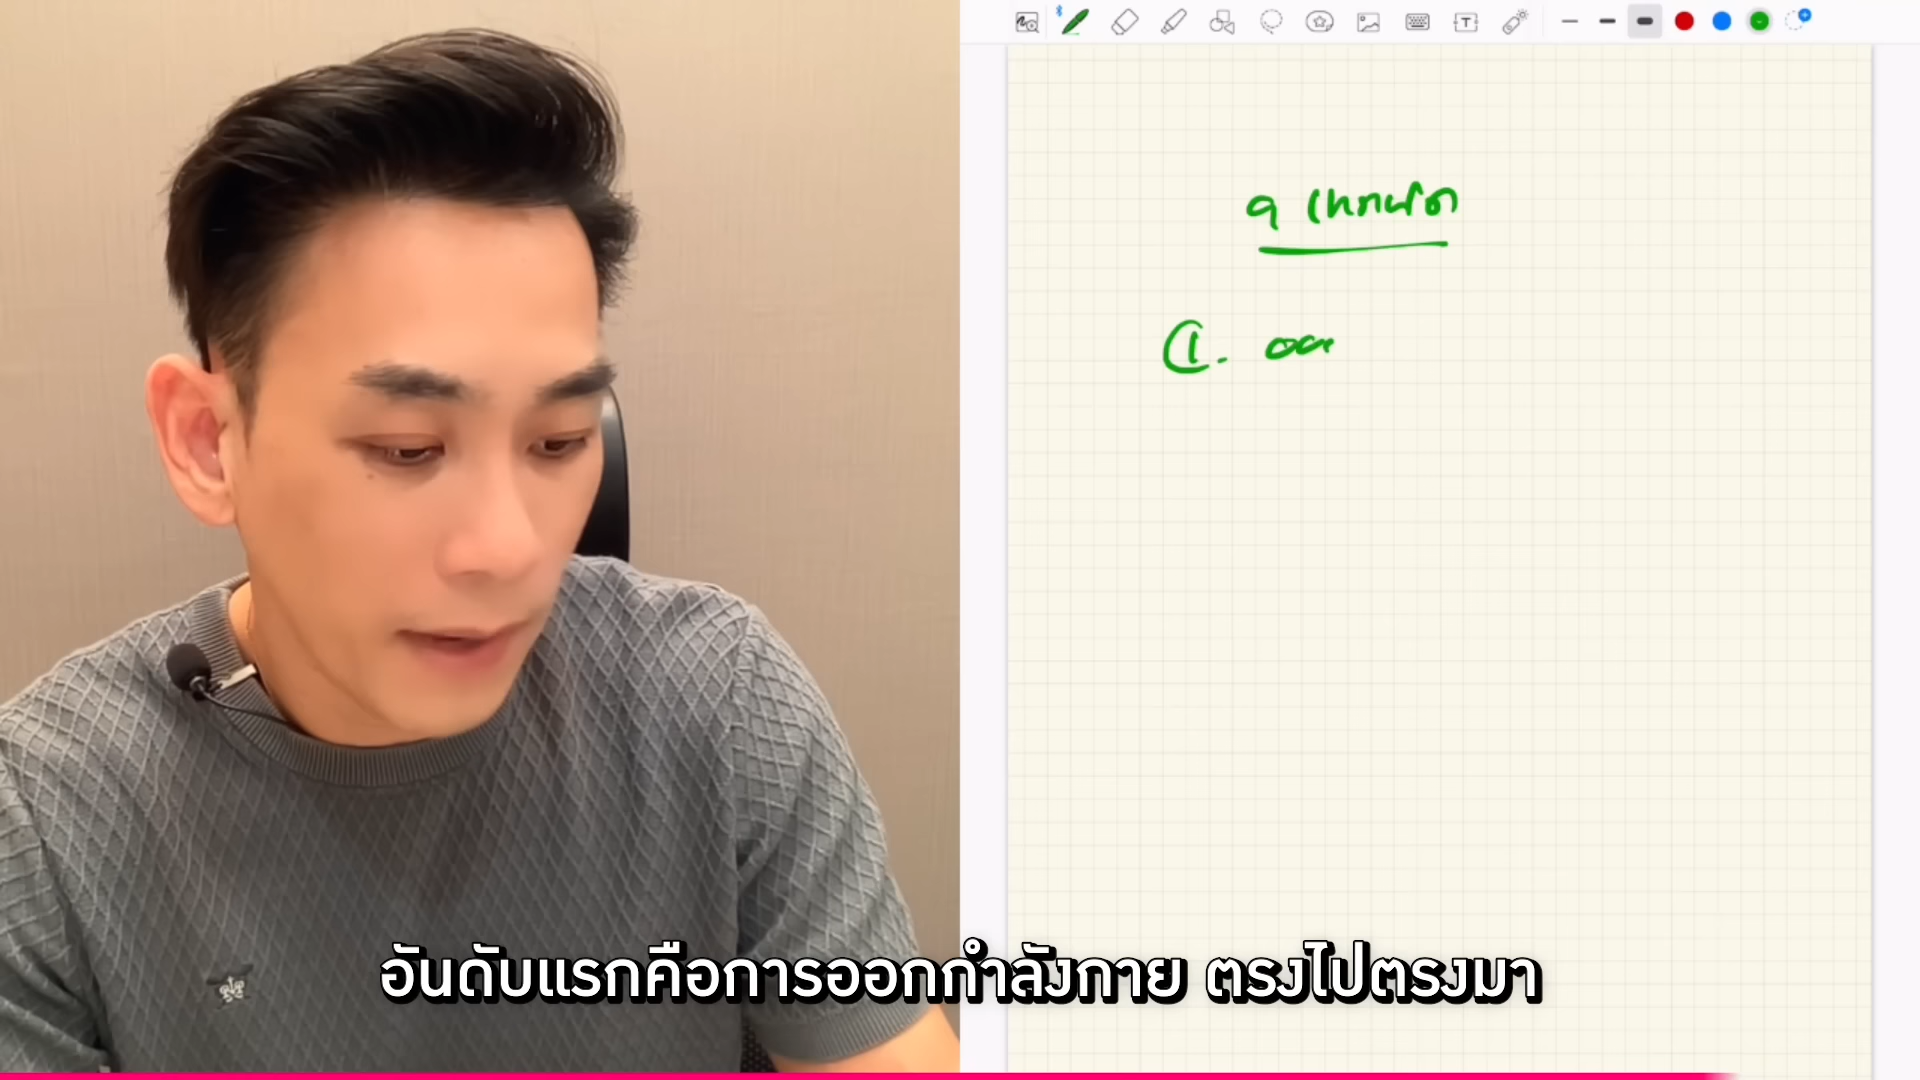 9 เทคนิค
1. ออ
อันดับแรกคือการออกกำลังกาย ตรงไปตรงมา